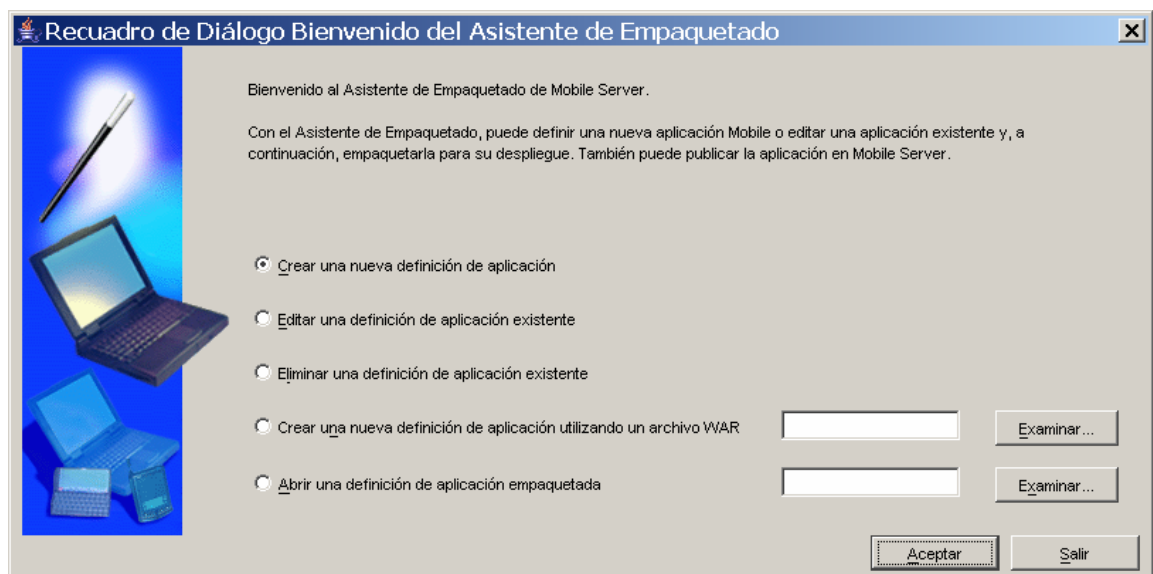 Recuadro de Diálogo Bienvenido del Asistente de Empaquetado
Bienvenido al Asistente de Empaquetado de Mobile Server.
Con el Asistente de Empaquetado, puede definir una nueva aplicación Mobile o editar una aplicación existente y, a
continuación, empaquetarla para su despliegue. También puede publicar la aplicación en Mobile Server.
Crear una nueva definición de aplicación
Editar una definición de aplicación existente
Eliminar una definición de aplicación existente
Crear una nueva definición de aplicación utilizando un archivo WAR
Examinar...
Abrir una definición de aplicación empaquetada
Examinar...
Aceptar
Salir